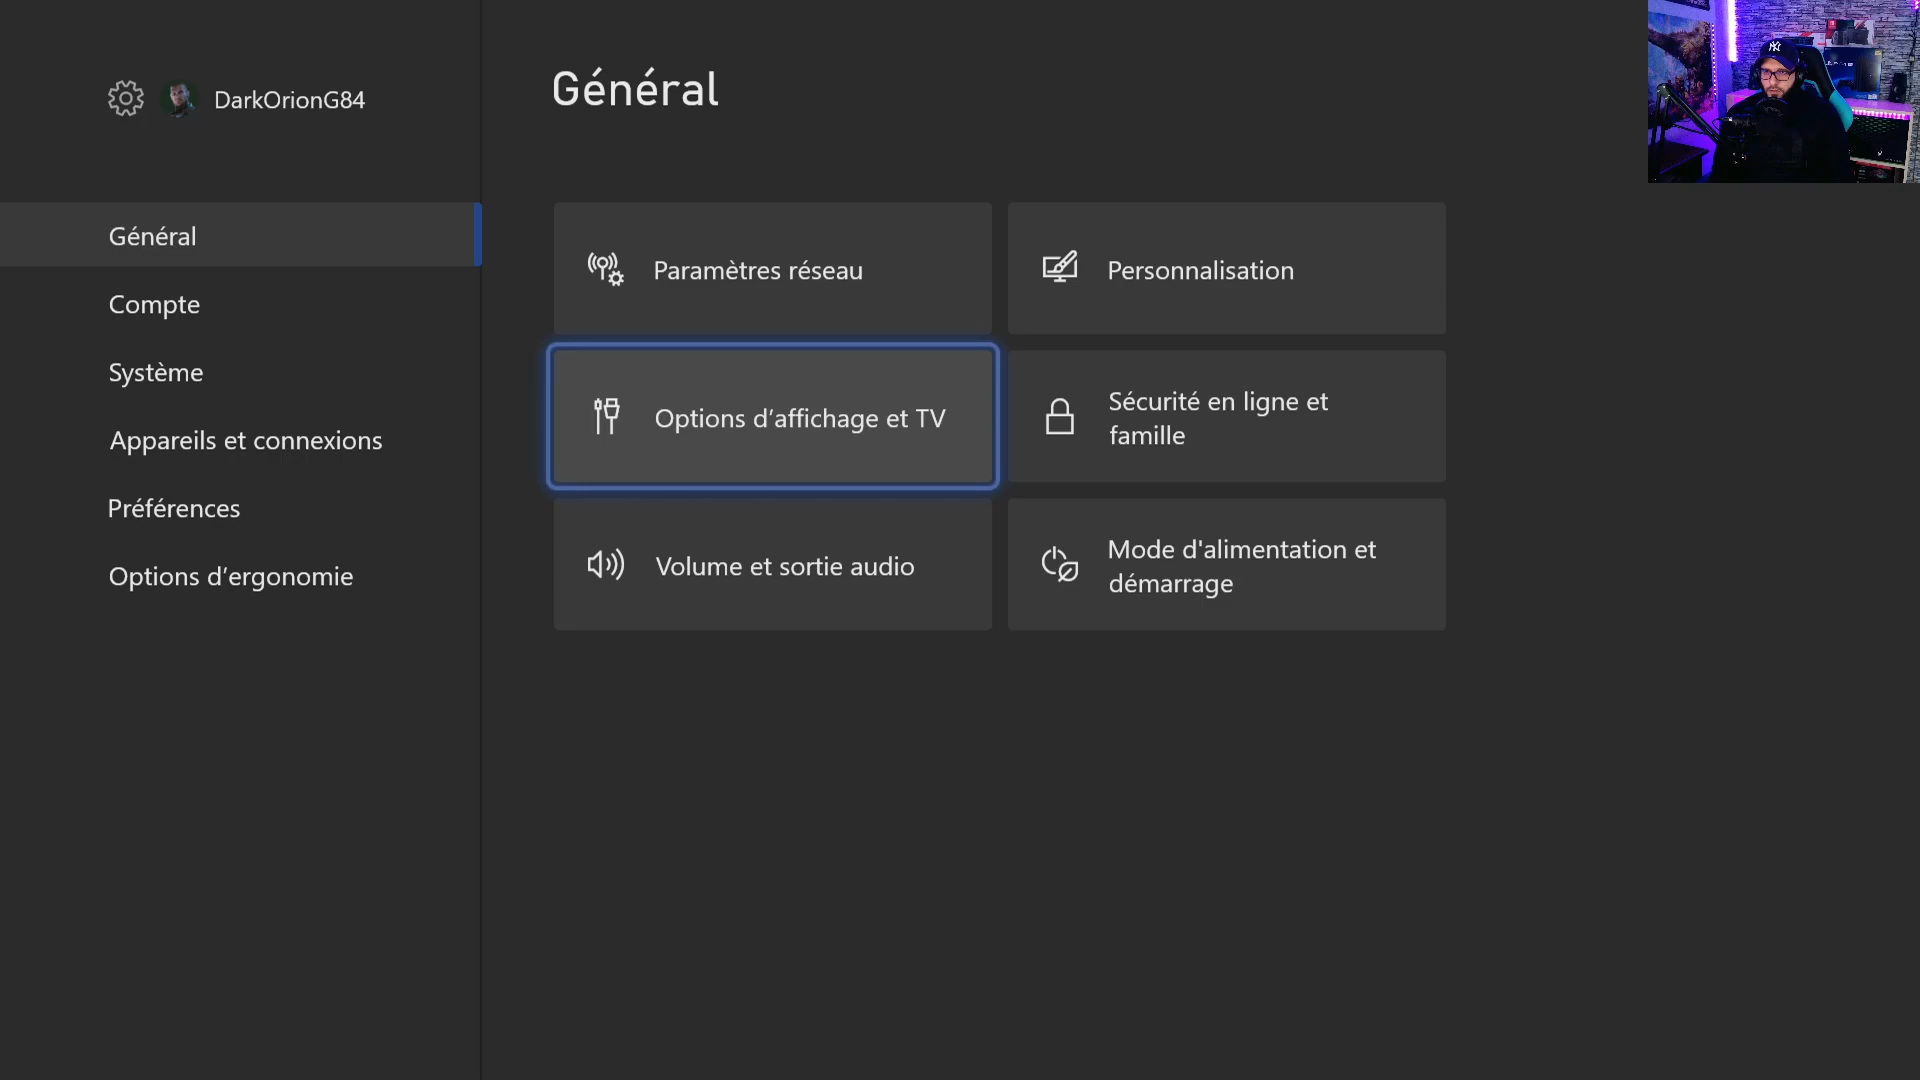 DarkOrionG84
Général
Compte
Système
Appareils et connexions
Préférences
Options d’ergonomie
Général
Paramètres réseau
Personnalisation
Options d’affichage et TV
Sécurité en ligne et
famille
Volume et sortie audio
Mode d'alimentation et
démarrage